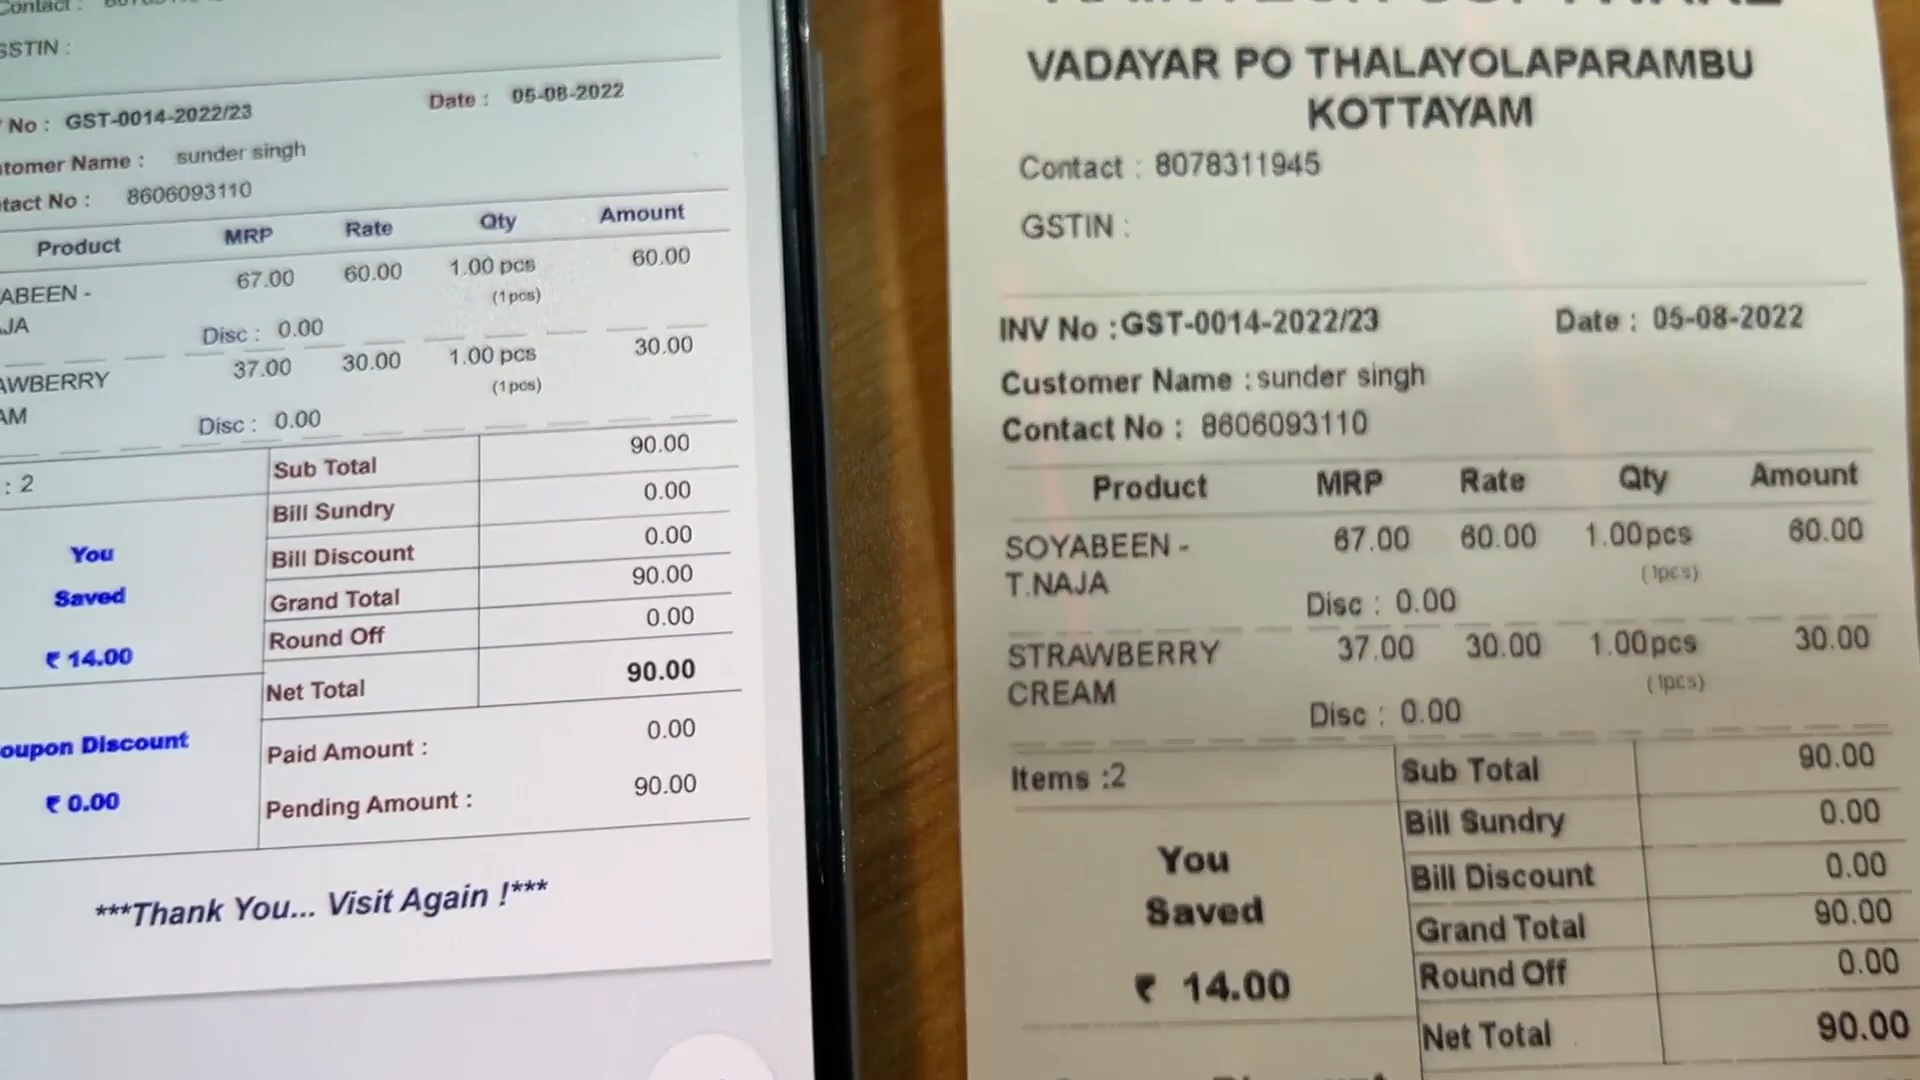 Contact :
GSTIN :
No : GST-0014-2022/23 Date : 05-08-2022
tomer Name : sunder singh
tact No : 8606093110
Product MRP Rate Qty Amount
ABEEN - 67.00 60.00 1.00 pcs 60.00
JA (1pcs)
Disc : 0.00
AWBERRY 37.00 30.00 1.00 pcs 30.00
AM (1pcs)
Disc : 0.00
: 2 Sub Total 90.00
Bill Sundry 0.00
You Bill Discount 0.00
Saved Grand Total 90.00
₹ 14.00 Round Off 0.00
Net Total 90.00
oupon Discount Paid Amount : 0.00
₹ 0.00 Pending Amount : 90.00
***Thank You... Visit Again !***
VADAYAR PO THALAYOLAPARAMBU
KOTTAYAM
Contact : 8078311945
GSTIN :
INV No :GST-0014-2022/23 Date : 05-08-2022
Customer Name :sunder singh
Contact No : 8606093110
Product MRP Rate Qty Amount
SOYABEEN - 67.00 60.00 1.00pcs 60.00
T.NAJA (1pcs)
Disc : 0.00
STRAWBERRY 37.00 30.00 1.00pcs 30.00
CREAM (1pcs)
Disc : 0.00
Items :2 Sub Total 90.00
Bill Sundry 0.00
You Bill Discount 0.00
Saved Grand Total 90.00
₹ 14.00 Round Off 0.00
Net Total 90.00